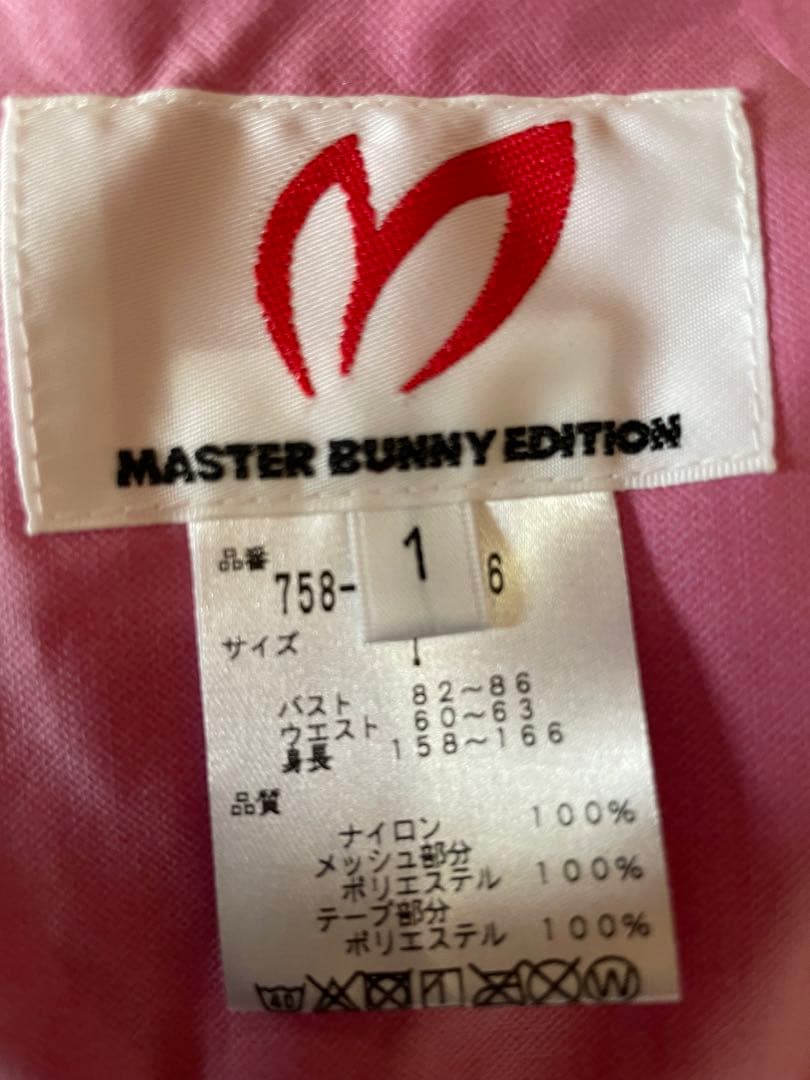 MASTER BUNNY EDITION
1
品番 758- 6
サイズ
バスト 82～86
ウエスト 60～63
身長 158～166
品質
ナイロン 100%
メッシュ部分
ポリエステル 100%
テープ部分
ポリエステル 100%
40
W